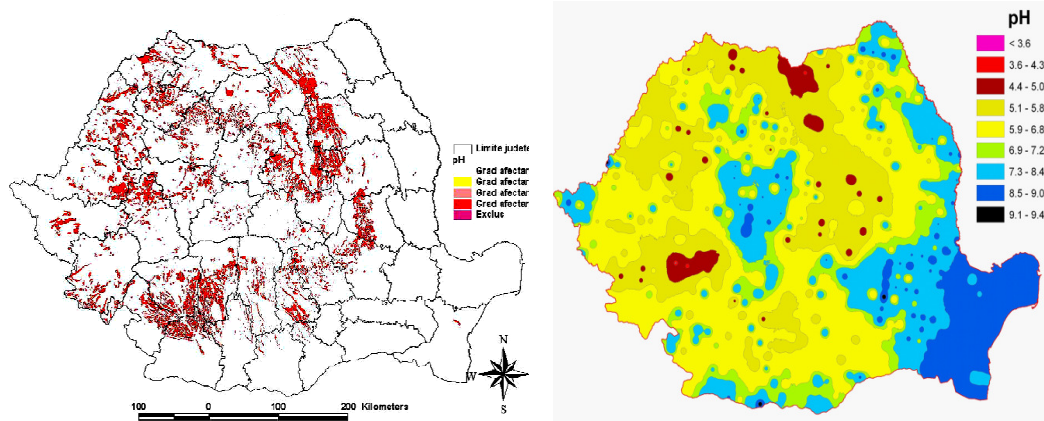 Limite judete
pH
Grad afectar
Grad afectar
Grad afectar
Grad afectar
Exclus
N
W
S
100 0 100 200 Kilometers
pH
< 3.6
3.6 - 4.3
4.4 - 5.0
5.1 - 5.8
5.9 - 6.8
6.9 - 7.2
7.3 - 8.4
8.5 - 9.0
9.1 - 9.4